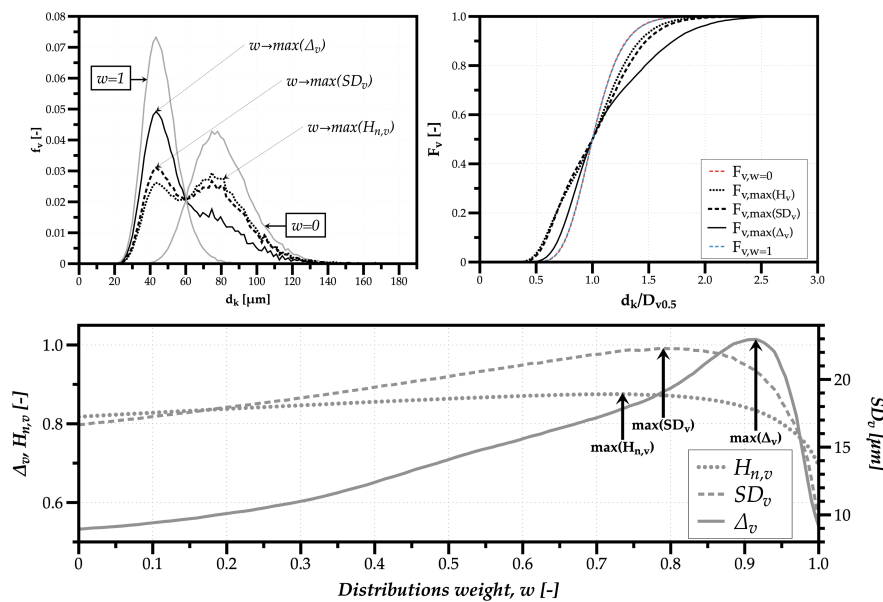 0.08
0.07
0.06
0.05
0.04
0.03
0.02
0.01
0
f_v [-]
w=1
w→max(Δ_v)
w→max(SD_v)
w→max(H_n,v)
w=0
0 20 40 60 80 100 120 140 160 180
d_k [µm]
1.0
0.8
0.6
0.4
0.2
0
F_v [-]
F_v,w=0
F_v,max(H_v)
F_v,max(SD_v)
F_v,max(Δ_v)
F_v,w=1
0 0.5 1.0 1.5 2.0 2.5 3.0
d_k/D_v0.5
1.0
0.8
0.6
Δ_v, H_n,v [-]
max(H_n,v)
max(SD_v)
max(Δ_v)
H_n,v
SD_v
Δ_v
22
19
16
13
10
SD_v [µm]
0 0.1 0.2 0.3 0.4 0.5 0.6 0.7 0.8 0.9 1.0
Distributions weight, w [-]